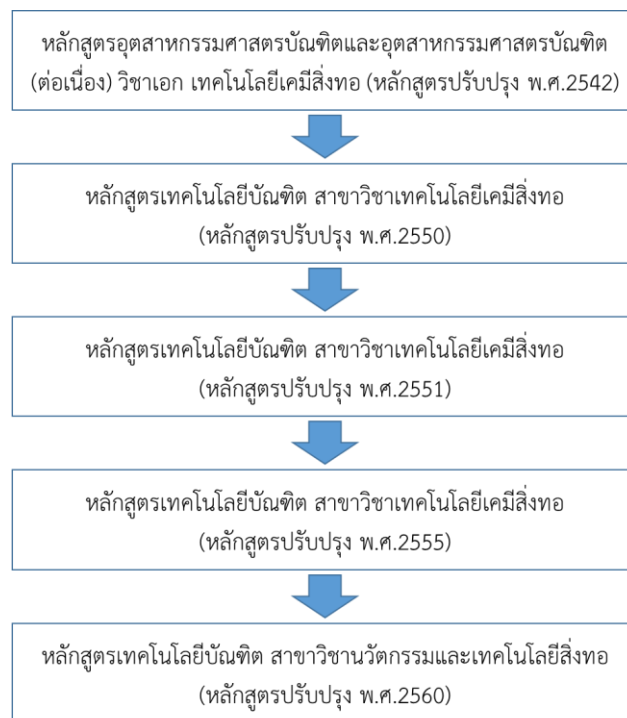 หลักสูตรอุตสาหกรรมศาสตรบัณฑิตและอุตสาหกรรมศาสตรบัณฑิต
(ต่อเนื่อง) วิชาเอก เทคโนโลยีเคมีสิ่งทอ (หลักสูตรปรับปรุง พ.ศ.2542)
หลักสูตรเทคโนโลยีบัณฑิต สาขาวิชาเทคโนโลยีเคมีสิ่งทอ
(หลักสูตรปรับปรุง พ.ศ.2550)
หลักสูตรเทคโนโลยีบัณฑิต สาขาวิชาเทคโนโลยีเคมีสิ่งทอ
(หลักสูตรปรับปรุง พ.ศ.2551)
หลักสูตรเทคโนโลยีบัณฑิต สาขาวิชาเทคโนโลยีเคมีสิ่งทอ
(หลักสูตรปรับปรุง พ.ศ.2555)
หลักสูตรเทคโนโลยีบัณฑิต สาขาวิชานวัตกรรมและเทคโนโลยีสิ่งทอ
(หลักสูตรปรับปรุง พ.ศ.2560)